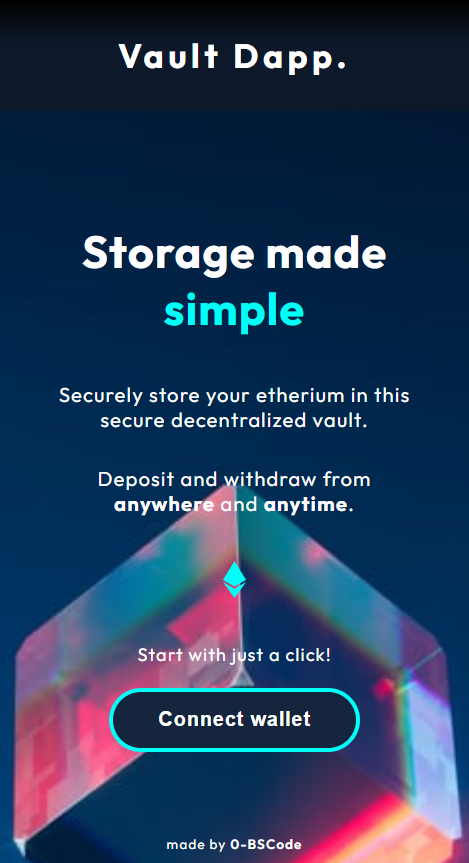 Vault Dapp.
Storage made
simple
Securely store your etherium in this
secure decentralized vault.
Deposit and withdraw from
anywhere and anytime.
Start with just a click!
Connect wallet
made by 0-BSCode